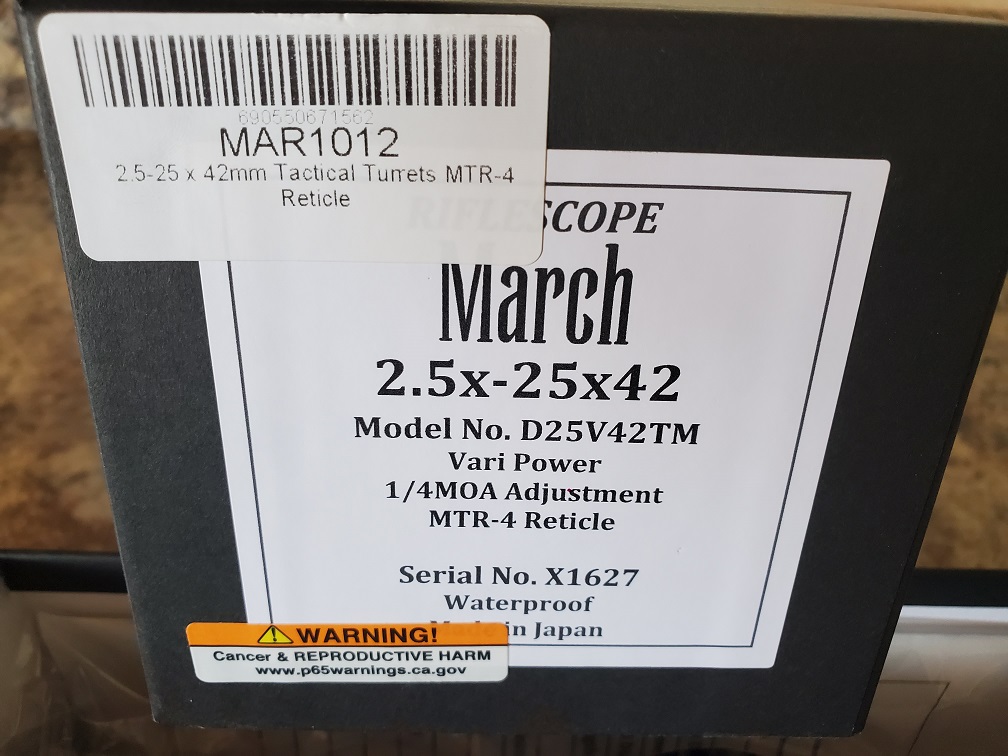 690550671562
MAR1012
2.5-25 x 42mm Tactical Turrets MTR-4
Reticle
RIFLESCOPE
March
2.5x-25x42
Model No. D25V42TM
Vari Power
1/4MOA Adjustment
MTR-4 Reticle
Serial No. X1627
Waterproof
Made in Japan
WARNING!
Cancer & REPRODUCTIVE HARM
www.p65warnings.ca.gov